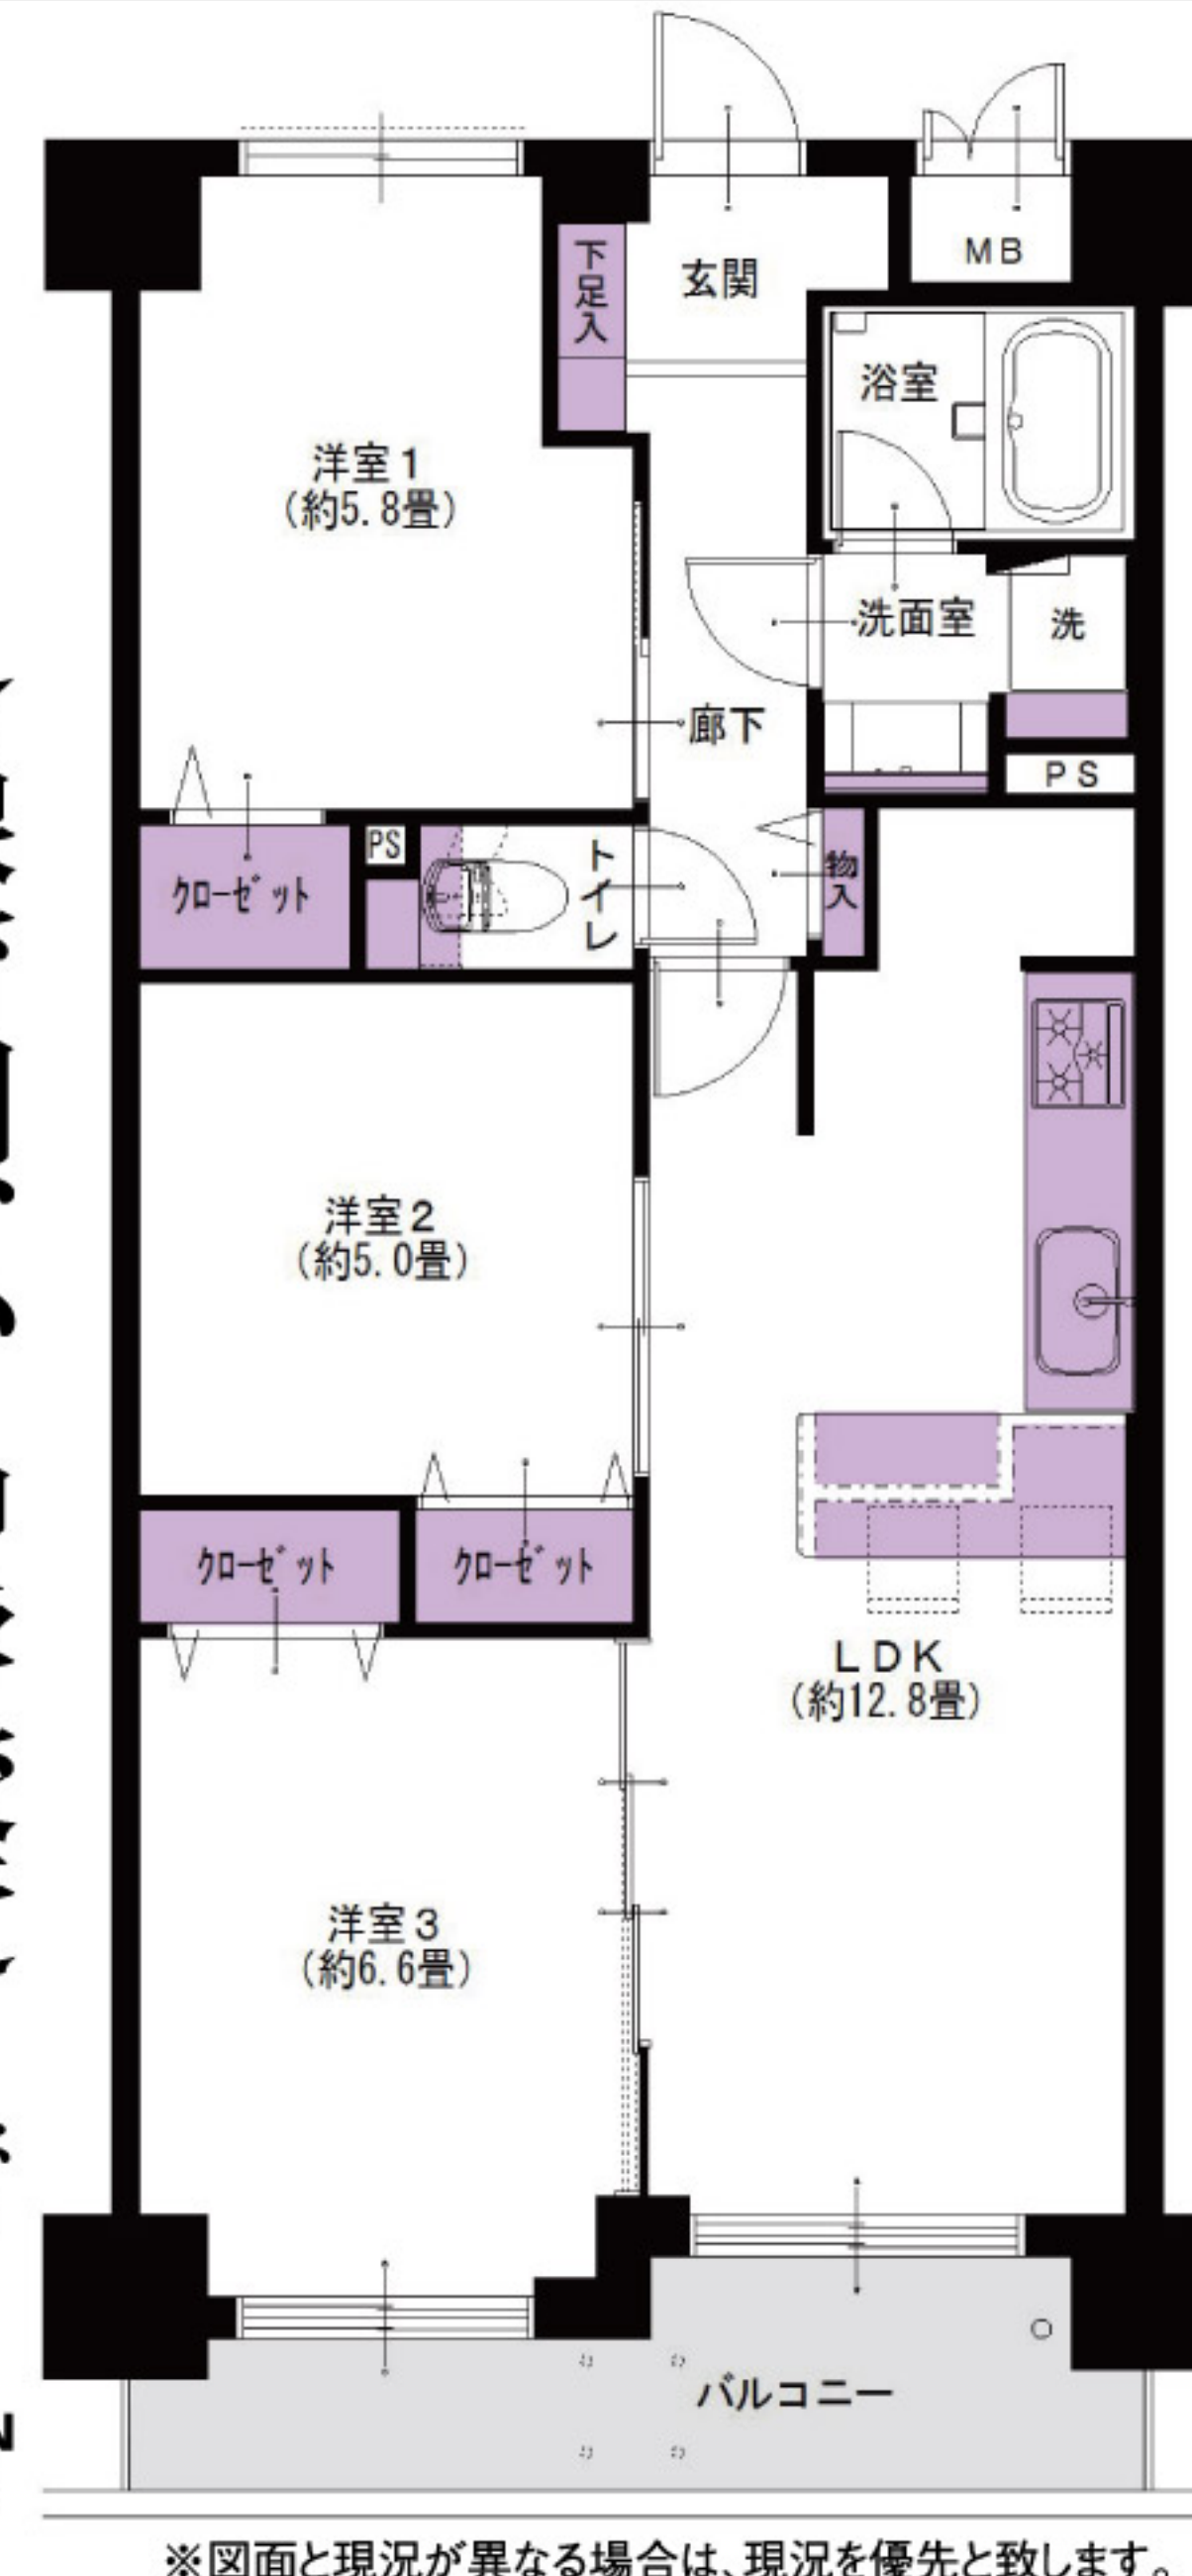 MB
下足入
玄関
浴室
洋室1
(約5.8畳)
洗面室
洗
廊下
PS
クローゼット
PS
トイレ
物入
洋室2
(約5.0畳)
クローゼット
クローゼット
LDK
(約12.8畳)
洋室3
(約6.6畳)
バルコニー
※図面と現況が異なる場合は、現況を優先と致します。